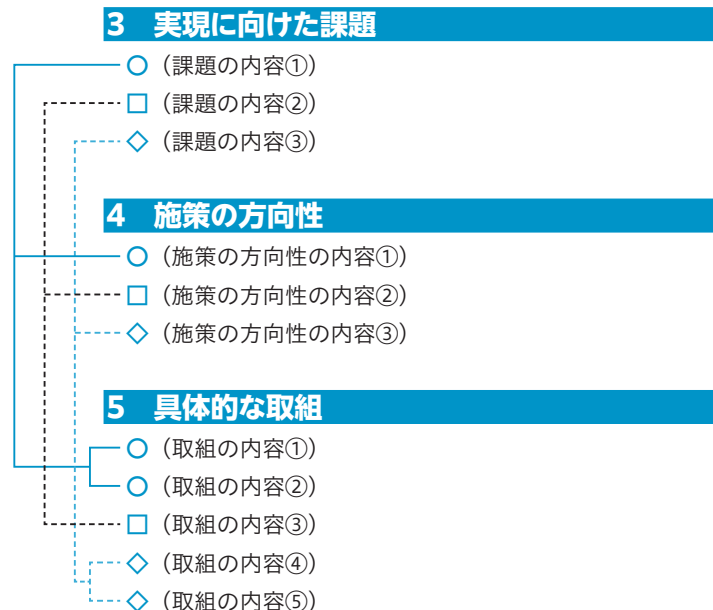 3 実現に向けた課題
○（課題の内容①）
□（課題の内容②）
◇（課題の内容③）
4 施策の方向性
○（施策の方向性の内容①）
□（施策の方向性の内容②）
◇（施策の方向性の内容③）
5 具体的な取組
○（取組の内容①）
○（取組の内容②）
□（取組の内容③）
◇（取組の内容④）
◇（取組の内容⑤）